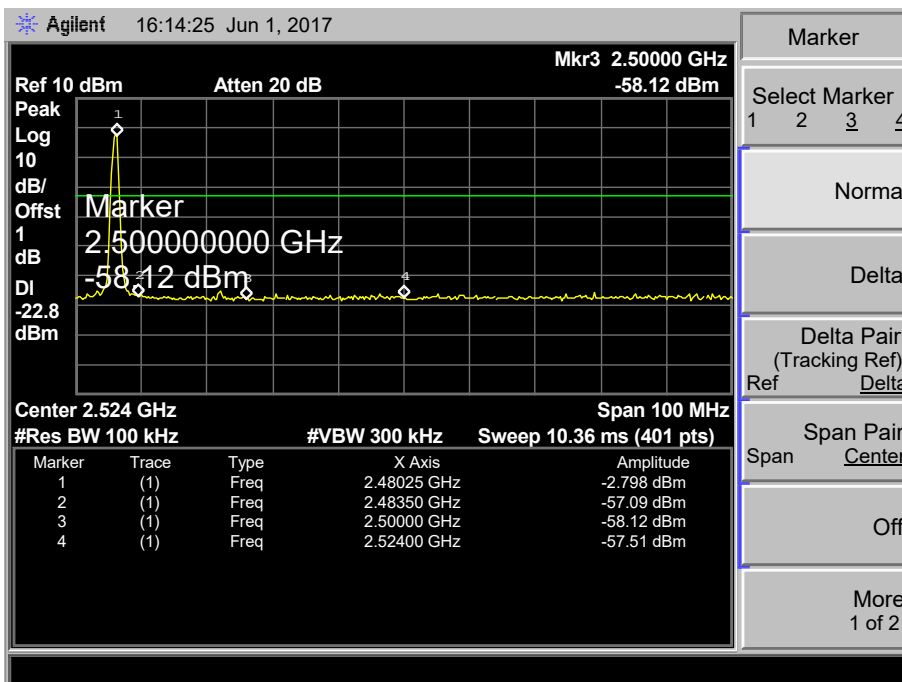 Agilent 16:14:25 Jun 1, 2017
Mkr3 2.50000 GHz
Ref 10 dBm Atten 20 dB -58.12 dBm
Peak
Log
10
dB/
Offst
1
dB
DI
-22.8
dBm
1
Marker
2.500000000 GHz
-58.12 dBm
2 3 4
Center 2.524 GHz Span 100 MHz
#Res BW 100 kHz #VBW 300 kHz Sweep 10.36 ms (401 pts)
Marker Trace Type X Axis Amplitude
1 (1) Freq 2.48025 GHz -2.798 dBm
2 (1) Freq 2.48350 GHz -57.09 dBm
3 (1) Freq 2.50000 GHz -58.12 dBm
4 (1) Freq 2.52400 GHz -57.51 dBm
Marker
Select Marker
1 2 3 4
Norma
Delta
Delta Pair
(Tracking Ref)
Ref Delta
Span Pair
Span Center
Off
More
1 of 2